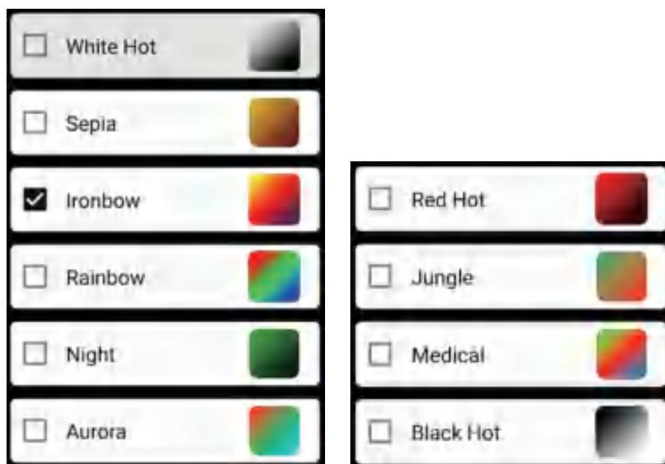 White Hot
Sepia
Ironbow
Rainbow
Night
Aurora
Red Hot
Jungle
Medical
Black Hot